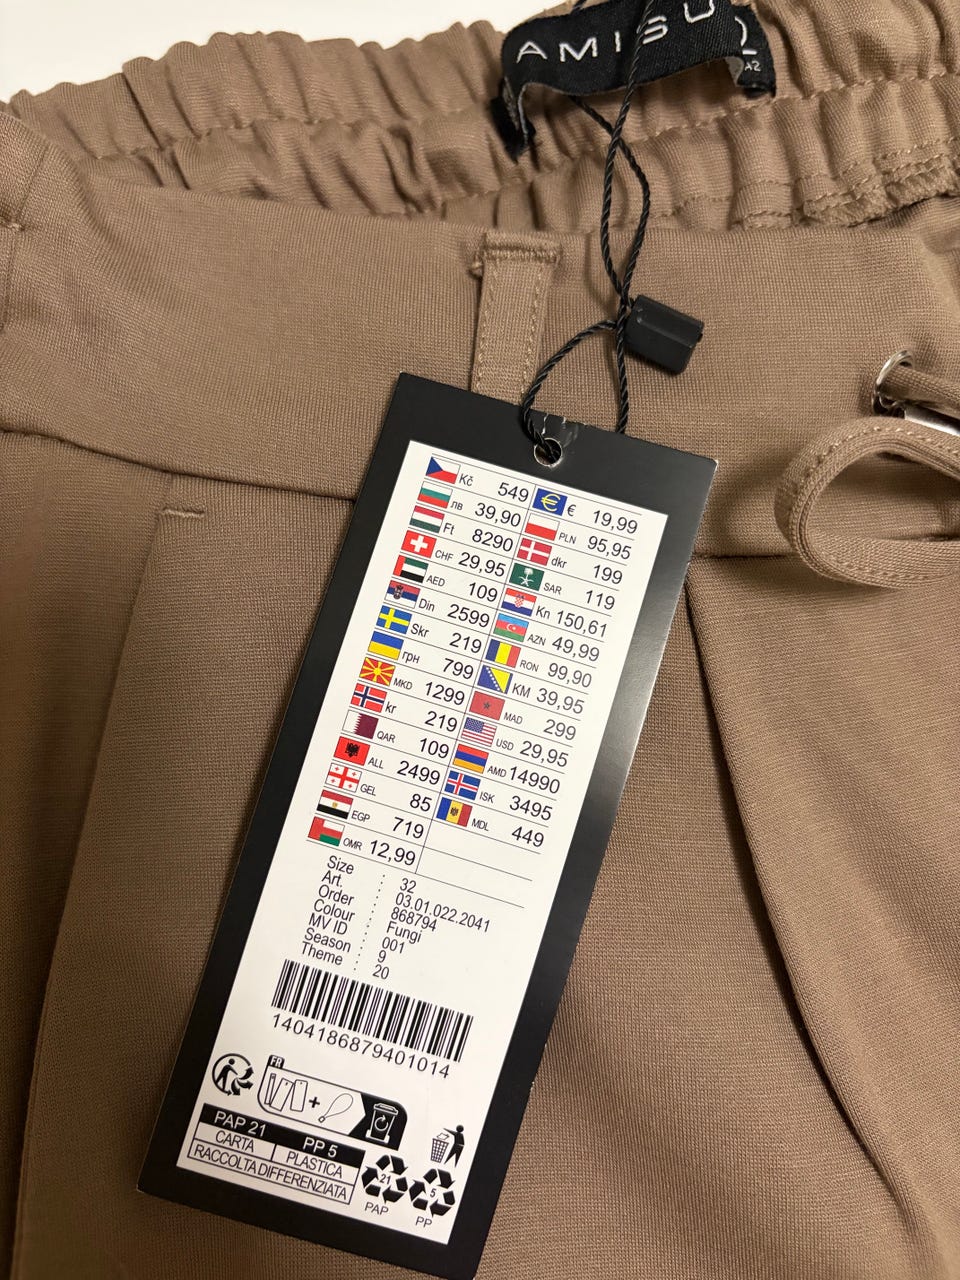 AMISU
Kč 549 € 19,99
лв 39,90 PLN 95,95
Ft 8290 dkr 199
CHF 29,95 SAR 119
AED 109 Kn 150,61
Din 2599 AZN 49,99
Skr 219 RON 99,90
грн 799 KM 39,95
MKD 1299 MAD 299
kr 219 USD 29,95
QAR 109 AMD 14990
ALL 2499 ISK 3495
GEL 85 MDL 449
EGP 719
OMR 12,99
Size : 32
Art. : 03.01.022.2041
Order : 868794
Colour : Fungi
MV ID : 001
Season : 9
Theme : 20
1404186879401014
FR
+
PAP 21 PP 5
CARTA PLASTICA
RACCOLTA DIFFERENZIATA
21 5
PAP PP